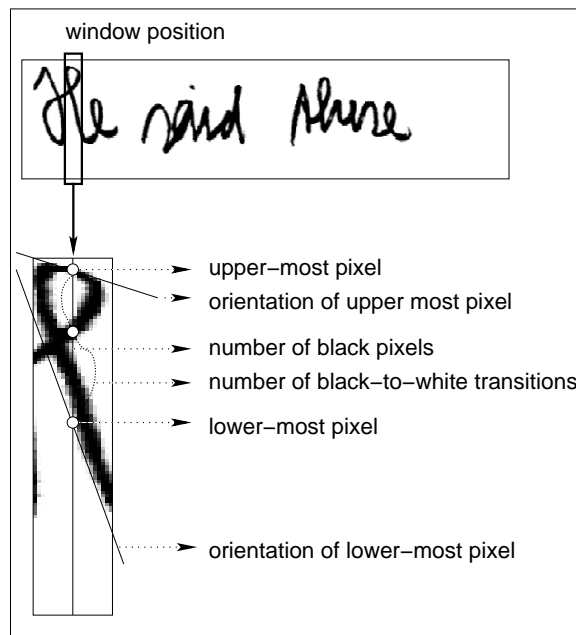 window position
He said
upper−most pixel
orientation of upper most pixel
number of black pixels
number of black−to−white transitions
lower−most pixel
orientation of lower−most pixel